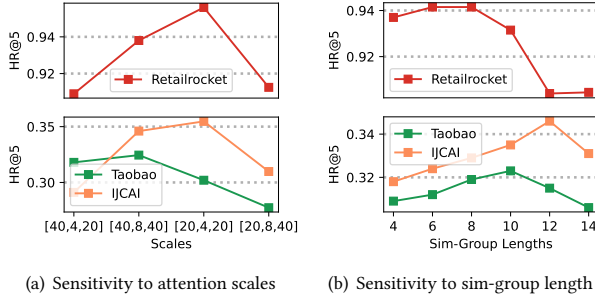 HR@5
0.94
0.92
Retailrocket
HR@5
0.35
0.30
Taobao
IJCAI
[40,4,20] [40,8,40] [20,4,20] [20,8,40]
Scales
(a) Sensitivity to attention scales
HR@5
0.94
0.92
Retailrocket
HR@5
0.34
0.32
Taobao
IJCAI
4 6 8 10 12 14
Sim-Group Lengths
(b) Sensitivity to sim-group length